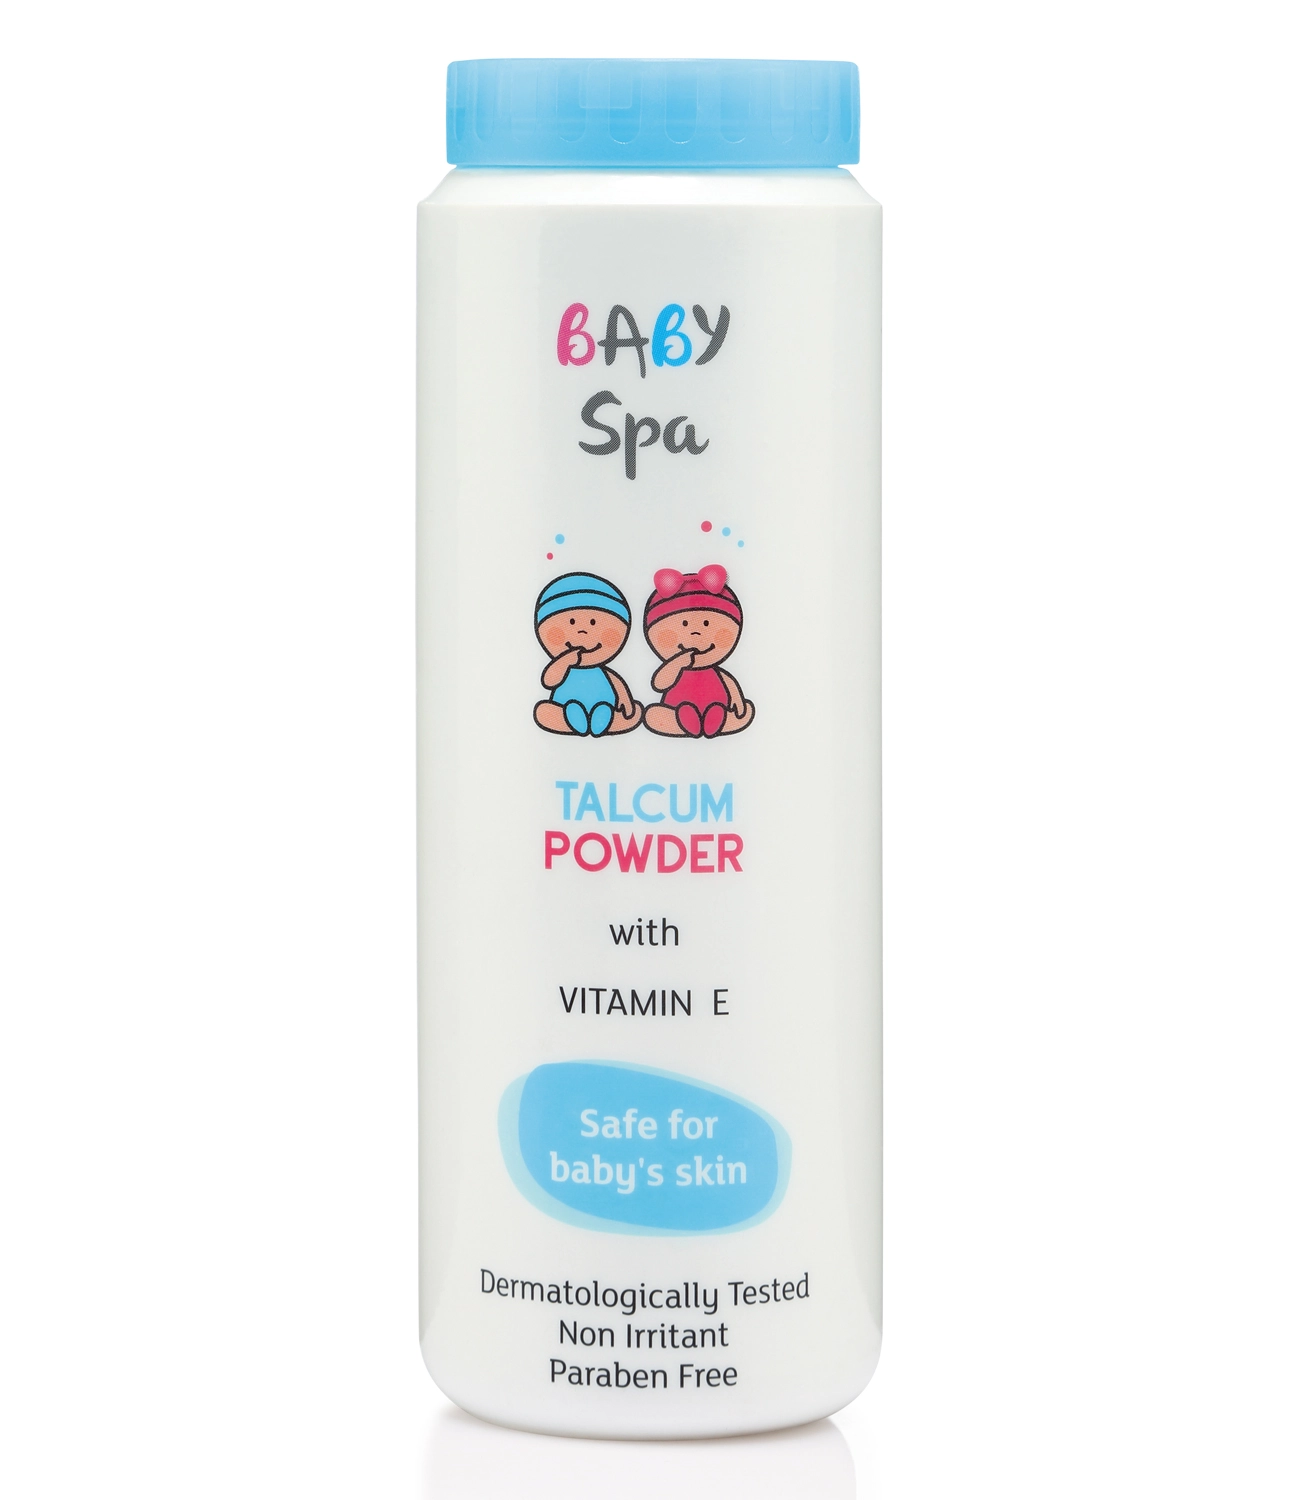 BABY
Spa
TALCUM
POWDER
with
VITAMIN E
Safe for
baby's skin
Dermatologically Tested
Non Irritant
Paraben Free